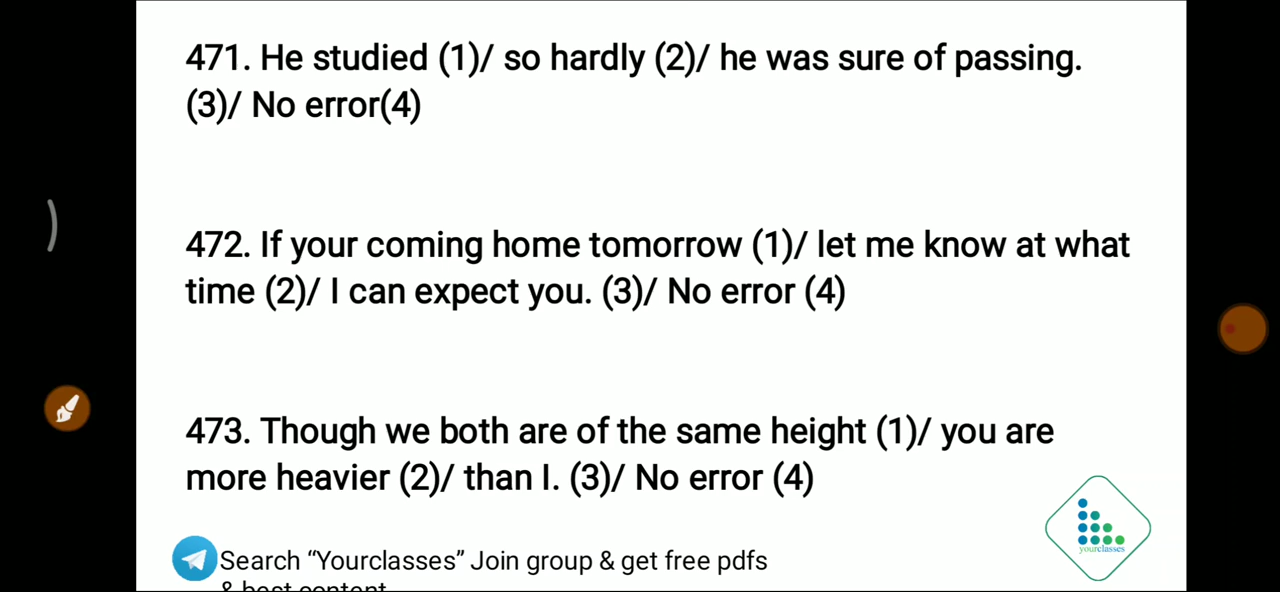 471. He studied (1)/ so hardly (2)/ he was sure of passing.
(3)/ No error(4)
472. If your coming home tomorrow (1)/ let me know at what
time (2)/ I can expect you. (3)/ No error (4)
473. Though we both are of the same height (1)/ you are
more heavier (2)/ than I. (3)/ No error (4)
yourclasses
Search “Yourclasses” Join group & get free pdfs
& best content